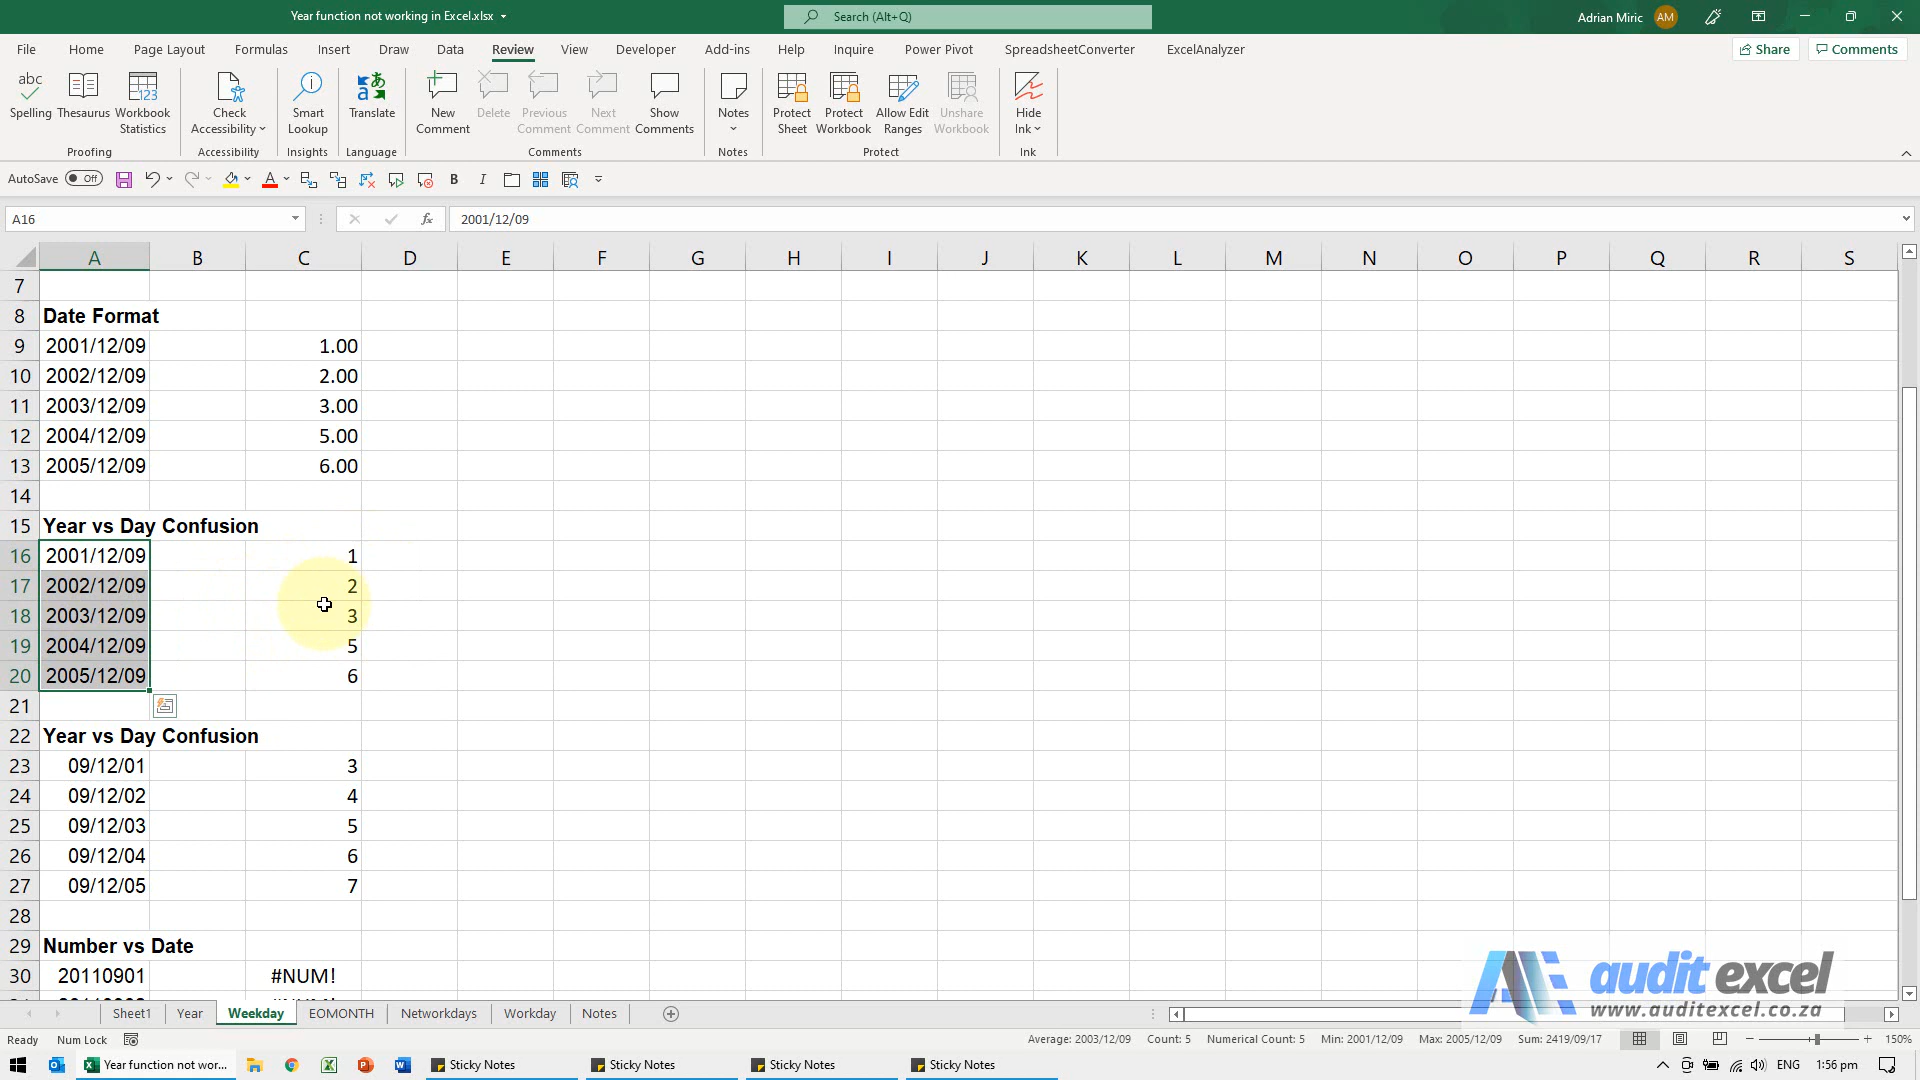 Year function not working in Excel.xlsx
Search (Alt+Q)
Adrian Miric
AM
File Home Page Layout Formulas Insert Draw Data Review View Developer Add-ins Help Inquire Power Pivot SpreadsheetConverter ExcelAnalyzer
Share
Comments
abc
123
Spelling Thesaurus Workbook Statistics
Check Accessibility
Smart Lookup
Translate
New Comment
Delete
Previous Comment
Next Comment
Show Comments
Notes
Protect Sheet
Protect Workbook
Allow Edit Ranges
Unshare Workbook
Hide Ink
Proofing Accessibility Insights Language Comments Notes Protect Ink
AutoSave Off
B I
A16 fx 2001/12/09
A B C D E F G H I J K L M N O P Q R S
7
8 Date Format
9 2001/12/09 1.00
10 2002/12/09 2.00
11 2003/12/09 3.00
12 2004/12/09 5.00
13 2005/12/09 6.00
14
15 Year vs Day Confusion
16 2001/12/09 1
17 2002/12/09 2
18 2003/12/09 3
19 2004/12/09 5
20 2005/12/09 6
21
22 Year vs Day Confusion
23 09/12/01 3
24 09/12/02 4
25 09/12/03 5
26 09/12/04 6
27 09/12/05 7
28
29 Number vs Date
30 20110901 #NUM!
audit excel
www.auditexcel.co.za
Sheet1 Year Weekday EOMONTH Networkdays Workday Notes
Ready Num Lock Average: 2003/12/09 Count: 5 Numerical Count: 5 Min: 2001/12/09 Max: 2005/12/09 Sum: 2419/09/17 150%
Year function not wor... Sticky Notes Sticky Notes Sticky Notes Sticky Notes ENG 1:56 pm